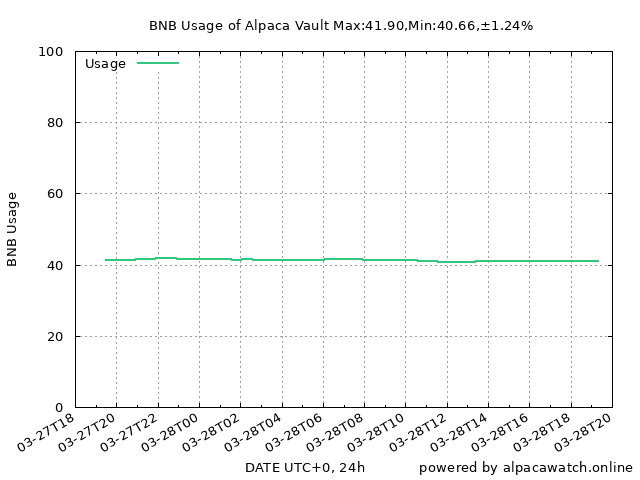 BNB Usage of Alpaca Vault Max:41.90,Min:40.66,±1.24%
100
Usage
80
60
BNB Usage
40
20
0
03-27T18 03-27T20 03-27T22 03-28T00 03-28T02 03-28T04 03-28T06 03-28T08 03-28T10 03-28T12 03-28T14 03-28T16 03-28T18 03-28T20
DATE UTC+0, 24h powered by alpacawatch.online